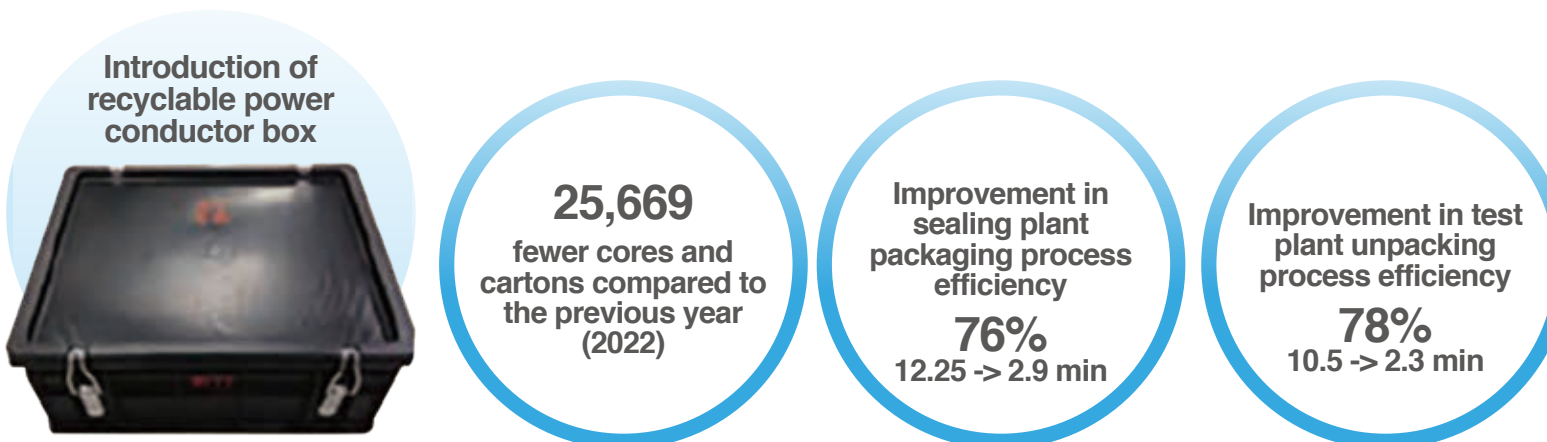 Introduction of
recyclable power
conductor box
25,669
fewer cores and
cartons compared to
the previous year
(2022)
Improvement in
sealing plant
packaging process
efficiency
76%
12.25 -> 2.9 min
Improvement in test
plant unpacking
process efficiency
78%
10.5 -> 2.3 min